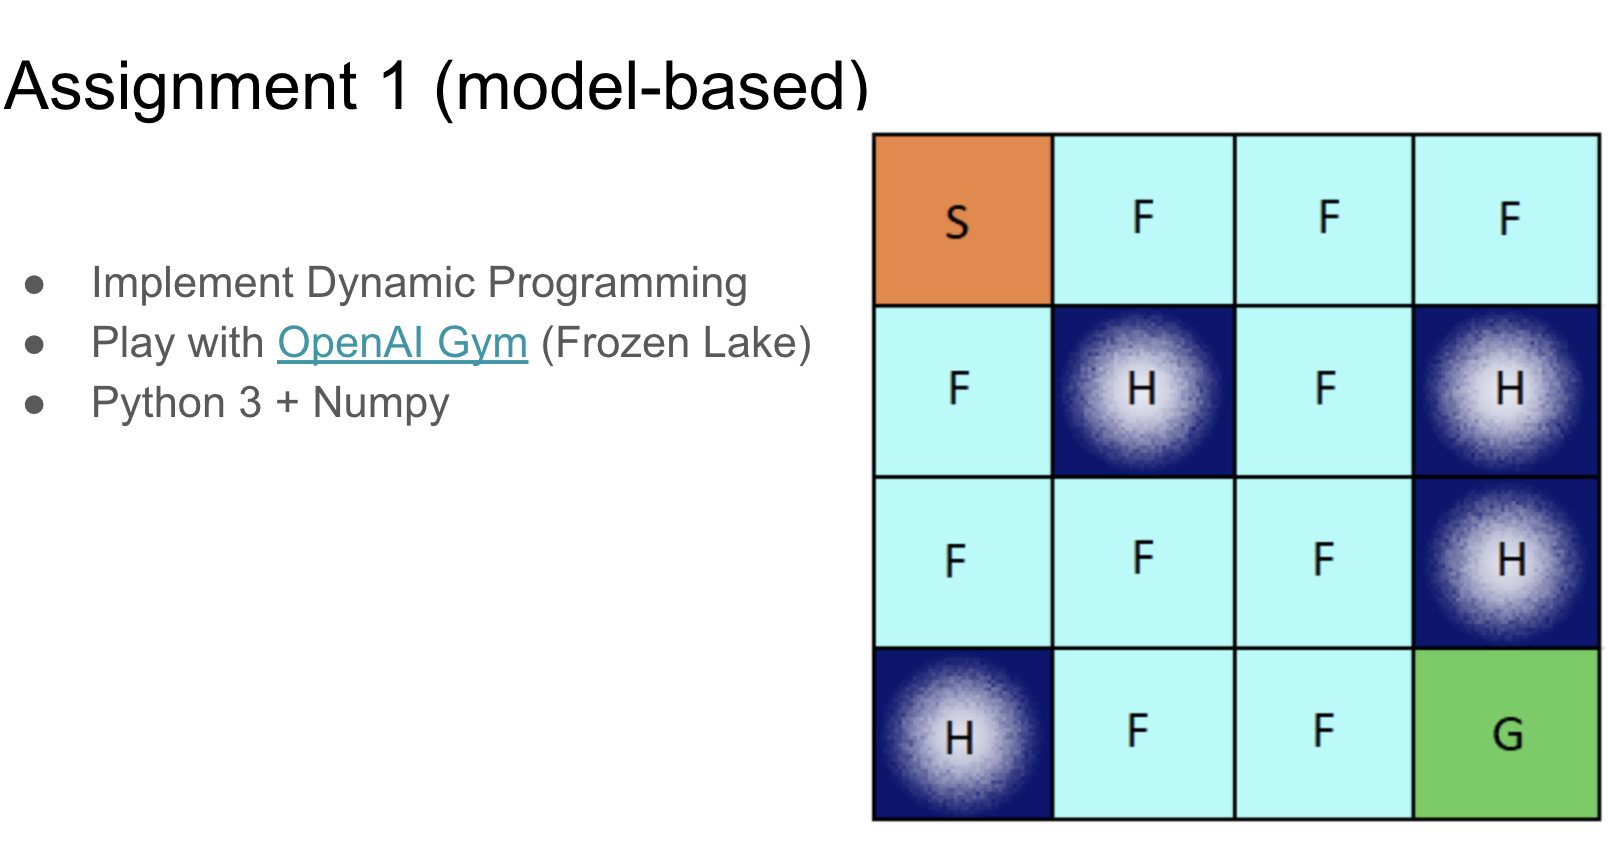 Assignment 1 (model-based)
● Implement Dynamic Programming
● Play with OpenAI Gym (Frozen Lake)
● Python 3 + Numpy
S F F F
F H F H
F F F H
H F F G